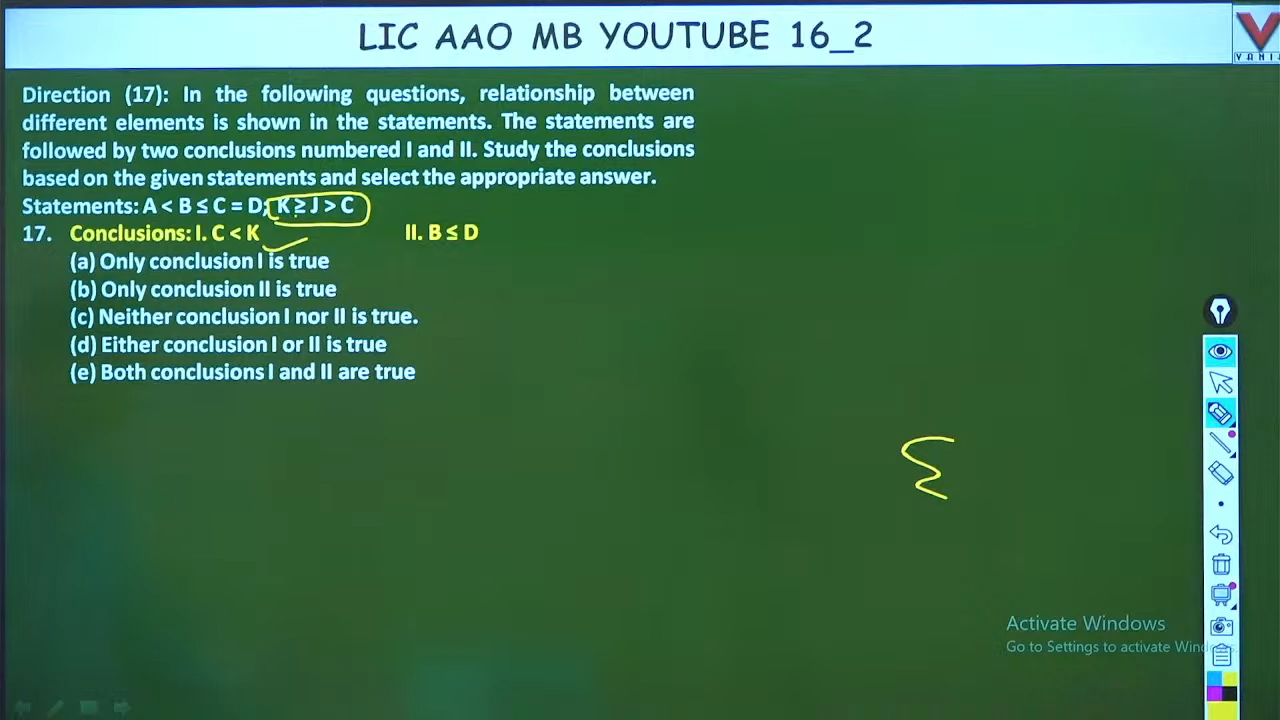 LIC AAO MB YOUTUBE 16_2
Direction (17): In the following questions, relationship between
different elements is shown in the statements. The statements are
followed by two conclusions numbered I and II. Study the conclusions
based on the given statements and select the appropriate answer.
Statements: A < B ≤ C = D; K ≥ J > C
17. Conclusions: I. C < K II. B ≤ D
(a) Only conclusion I is true
(b) Only conclusion II is true
(c) Neither conclusion I nor II is true.
(d) Either conclusion I or II is true
(e) Both conclusions I and II are true
Activate Windows
Go to Settings to activate Windows.